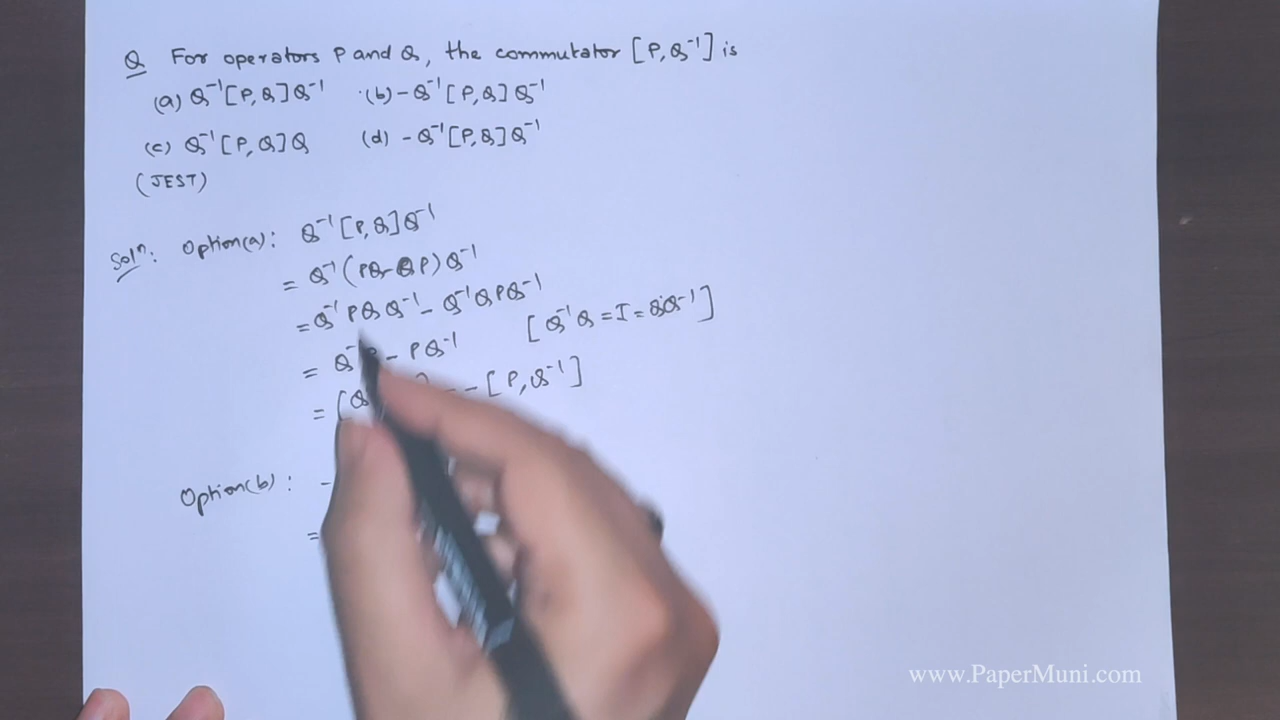 Q For operators P and Q, the commutator [P, Q⁻¹] is
(a) Q⁻¹[P, Q]Q⁻¹ (b) -Q⁻¹[P, Q]Q⁻¹
(c) Q⁻¹[P, Q]Q (d) -Q⁻¹[P, Q]Q⁻¹
(JEST)
Solⁿ: Option(a): Q⁻¹[P, Q]Q⁻¹
= Q⁻¹(PQ-QP)Q⁻¹
= Q⁻¹PQQ⁻¹ - Q⁻¹QPQ⁻¹
= Q⁻ - PQ⁻¹ [Q⁻¹Q = I = QQ⁻¹]
= [Q ] = -[P, Q⁻¹]
Option(b): -
=
www.PaperMuni.com